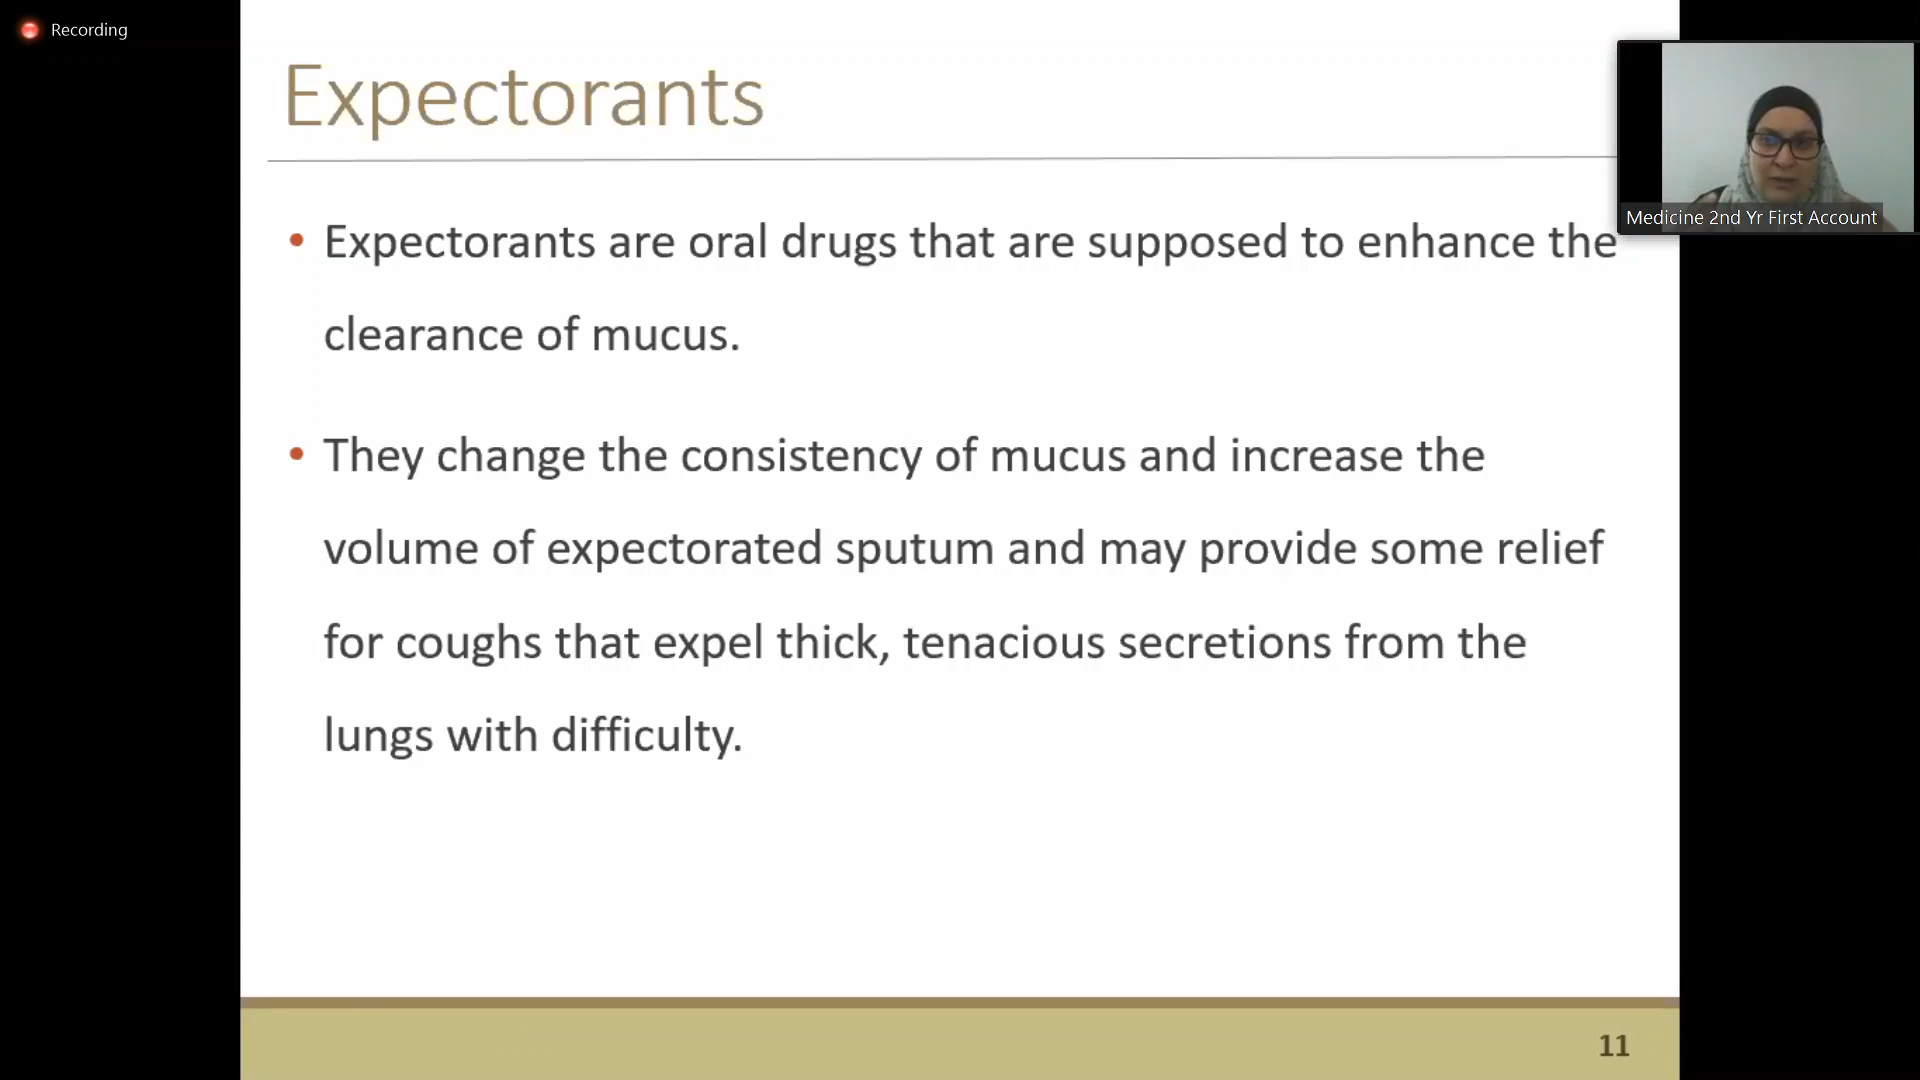 Recording
Expectorants
Medicine 2nd Yr First Account
• Expectorants are oral drugs that are supposed to enhance the
clearance of mucus.
• They change the consistency of mucus and increase the
volume of expectorated sputum and may provide some relief
for coughs that expel thick, tenacious secretions from the
lungs with difficulty.
11